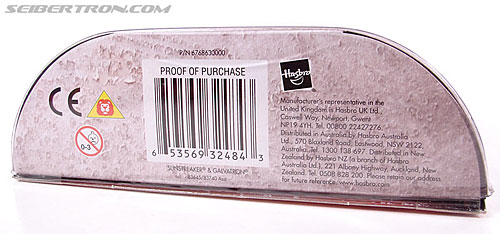 SEIBERTRON.COM
P/N 6768633000
PROOF OF PURCHASE
6 53569 32484 3
SUNSTREAKER & GALVATRON
83645/83740 Asst.
CE
0-3
Hasbro
Manufacturer's representative in the
United Kingdom is Hasbro UK Ltd.,
Caswell Way, Newport, Gwent
NP19 4YH. Tel. 00800 22427276.
Distributed in Australia by Hasbro Australia
Ltd., 570 Blaxland Road, Eastwood, NSW 2122,
Australia. Tel: 1300 138 697. Distributed in New
Zealand by Hasbro NZ (a branch of Hasbro
Australia Ltd.), 221 Albany Highway, Auckland, New
Zealand. Tel: 0508 828 200. Please retain our address
for future reference. www.hasbro.com